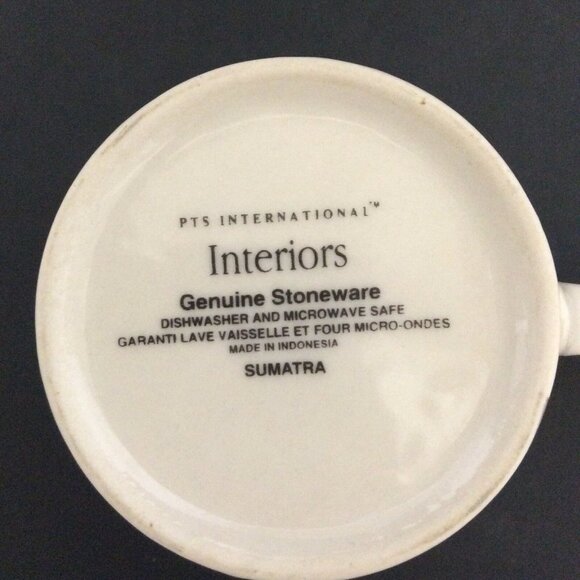 PTS INTERNATIONAL™
Interiors
Genuine Stoneware
DISHWASHER AND MICROWAVE SAFE
GARANTI LAVE VAISSELLE ET FOUR MICRO-ONDES
MADE IN INDONESIA
SUMATRA